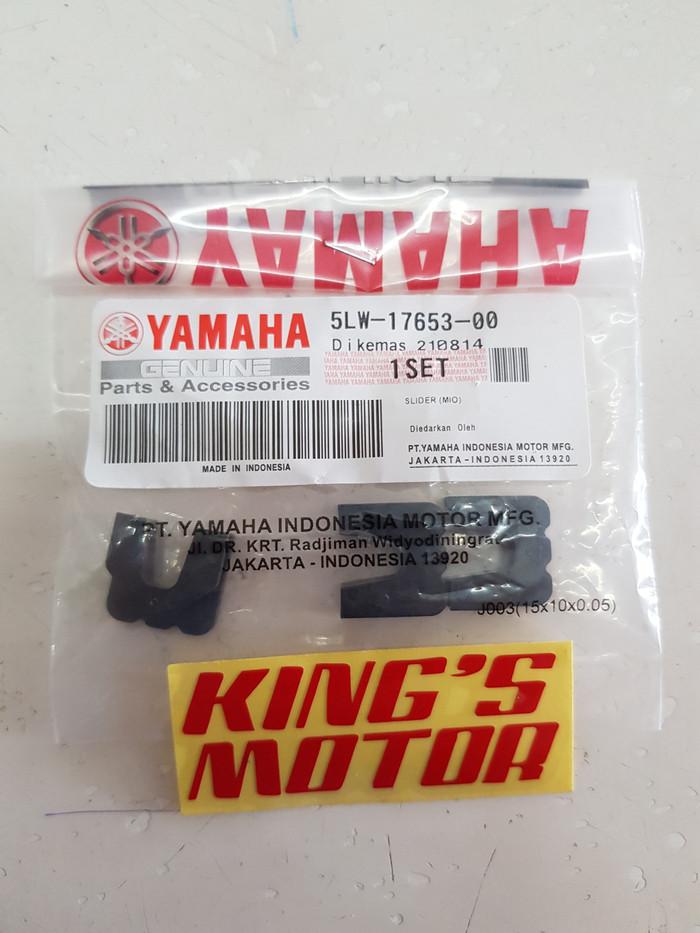 YAMAHA
YAMAHA
5LW-17653-00
Dikemas 210814
GENUINE
1SET
Parts & Accessories
SLIDER (MIO)
Diedarkan Oleh
PT.YAMAHA INDONESIA MOTOR MFG.
JAKARTA-INDONESIA 13920
MADE IN INDONESIA
PT. YAMAHA INDONESIA MOTOR MFG.
Jl. DR. KRT. Radjiman Widyodiningrat
JAKARTA - INDONESIA 13920
J003(15x10x0.05)
KING'S
MOTOR